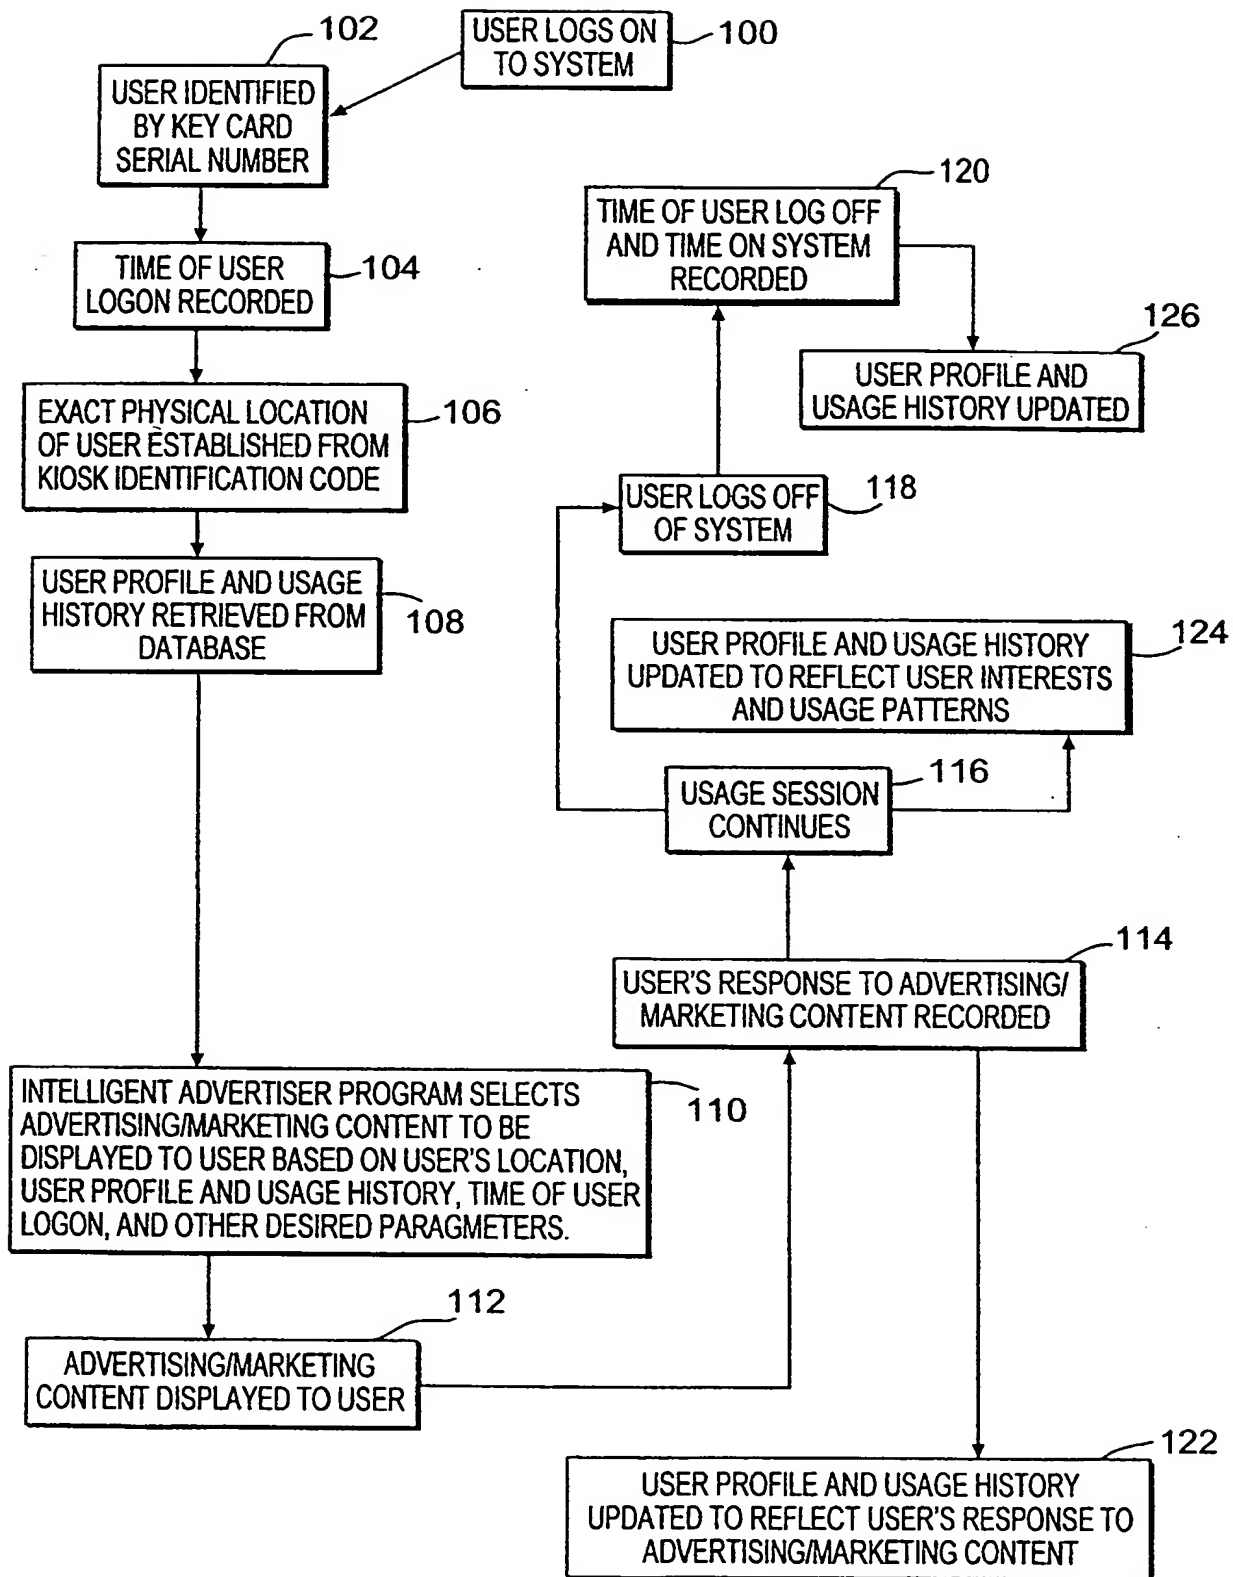 USER LOGS ON
TO SYSTEM
100
102
USER IDENTIFIED
BY KEY CARD
SERIAL NUMBER
TIME OF USER
LOGON RECORDED
104
EXACT PHYSICAL LOCATION
OF USER ESTABLISHED FROM
KIOSK IDENTIFICATION CODE
106
USER PROFILE AND USAGE
HISTORY RETRIEVED FROM
DATABASE
108
INTELLIGENT ADVERTISER PROGRAM SELECTS
ADVERTISING/MARKETING CONTENT TO BE
DISPLAYED TO USER BASED ON USER'S LOCATION,
USER PROFILE AND USAGE HISTORY, TIME OF USER
LOGON, AND OTHER DESIRED PARAGMETERS.
110
112
ADVERTISING/MARKETING
CONTENT DISPLAYED TO USER
114
USER'S RESPONSE TO ADVERTISING/
MARKETING CONTENT RECORDED
116
USAGE SESSION
CONTINUES
USER LOGS OFF
OF SYSTEM
118
120
TIME OF USER LOG OFF
AND TIME ON SYSTEM
RECORDED
122
USER PROFILE AND USAGE HISTORY
UPDATED TO REFLECT USER'S RESPONSE TO
ADVERTISING/MARKETING CONTENT
124
USER PROFILE AND USAGE HISTORY
UPDATED TO REFLECT USER INTERESTS
AND USAGE PATTERNS
126
USER PROFILE AND
USAGE HISTORY UPDATED